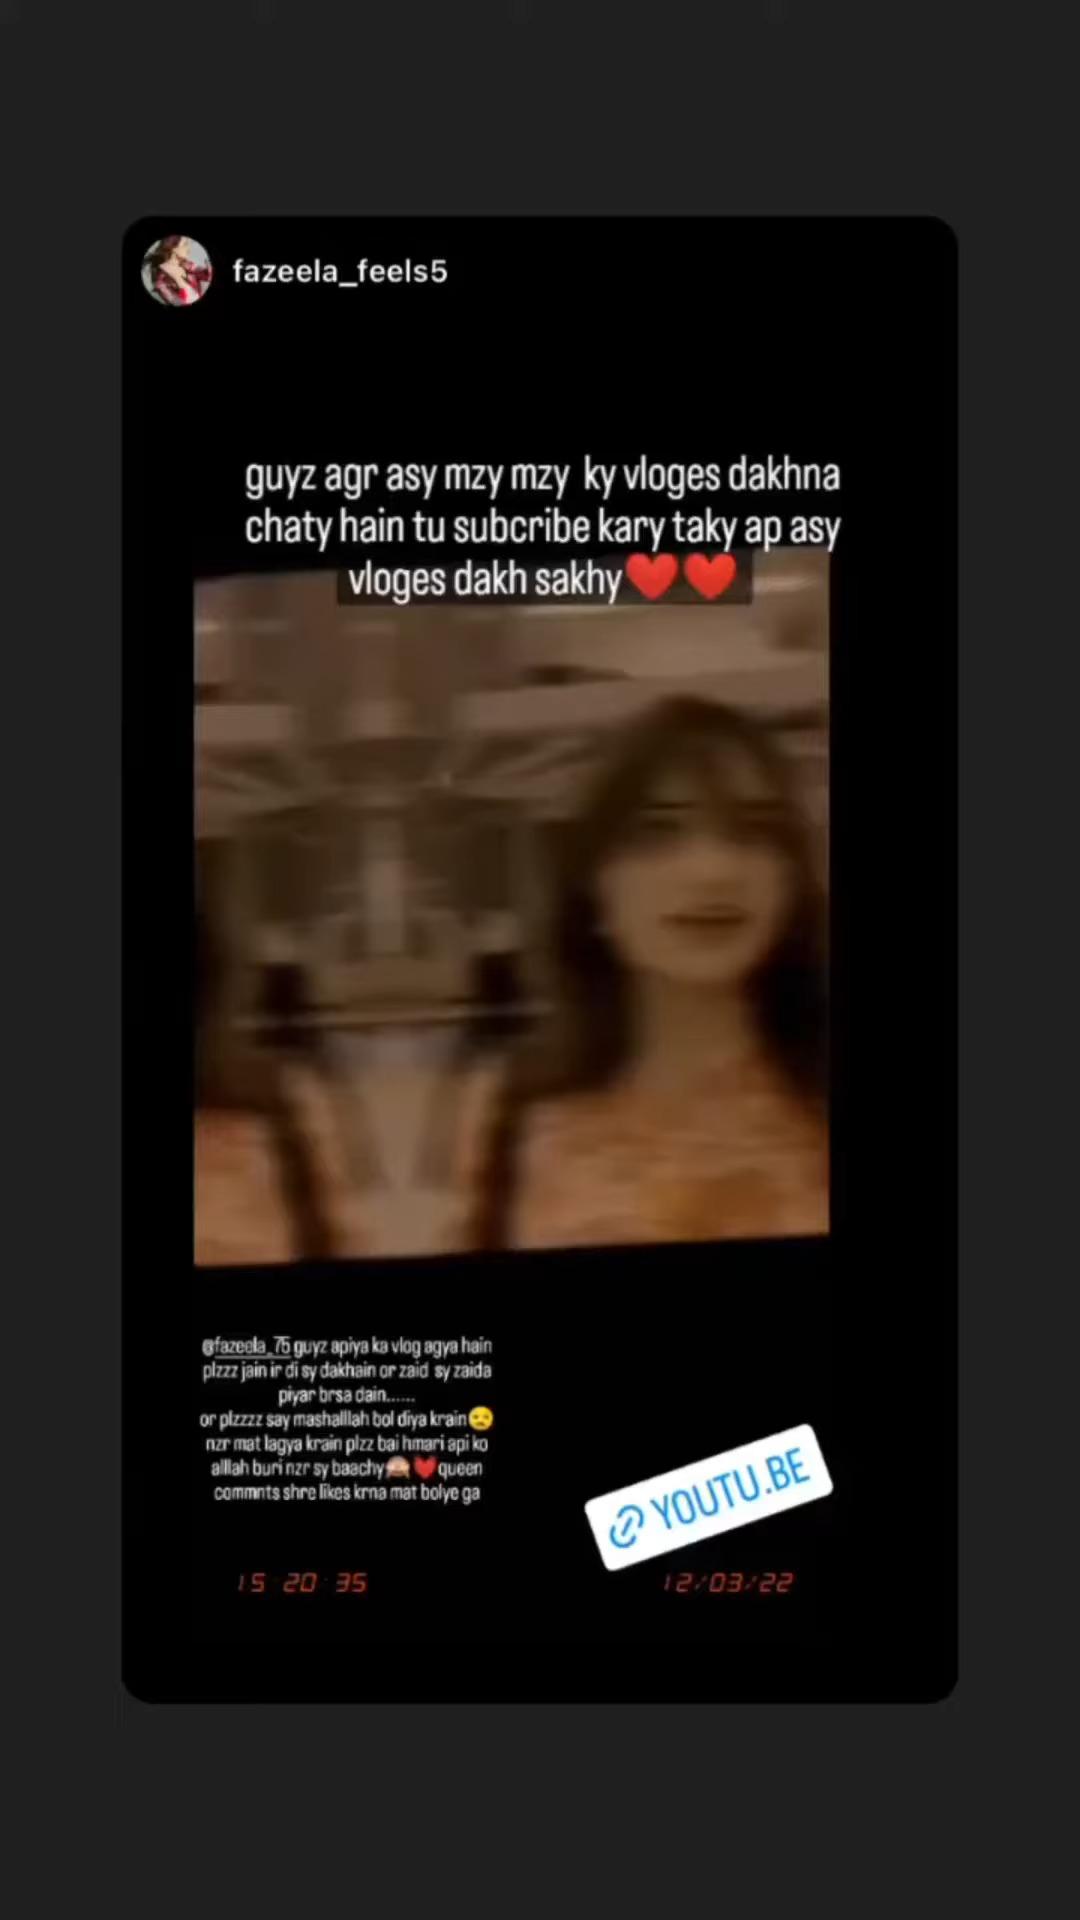 fazeela_feels5
guyz agr asy mzy mzy ky vloges dakhna
chaty hain tu subcribe kary taky ap asy
vloges dakh sakhy❤️❤️
@fazeela_75 guyz apiya ka vlog agya hain
plzzz jain ir di sy dakhain or zaid sy zaida
piyar brsa dain......
or plzzzz say mashalllah bol diya krain😞
nzr mat lagya krain plzz bai hmari api ko
alllah buri nzr sy baachy🙈❤️queen
commnts shre likes krna mat bolye ga
YOUTU.BE
15:20:35
12/03/22